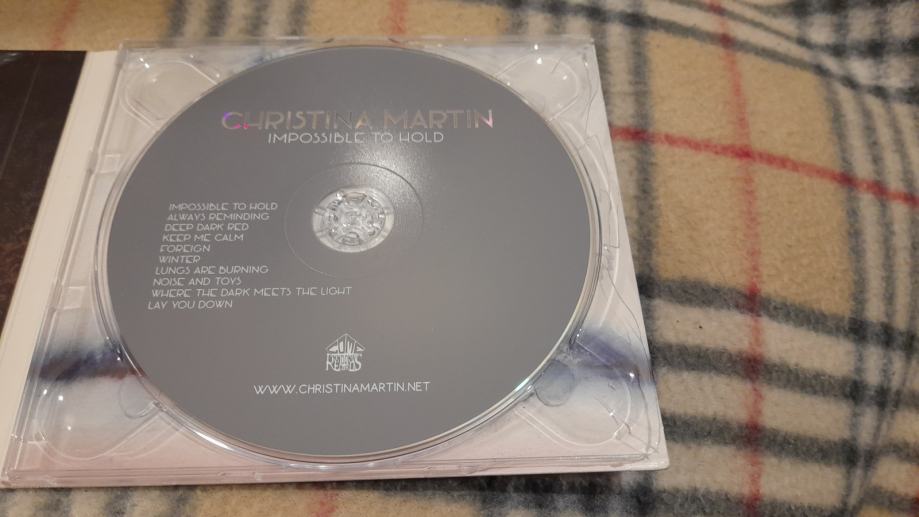 CHRISTINA MARTIN
IMPOSSIBLE TO HOLD
IMPOSSIBLE TO HOLD
ALWAYS REMINDING
DEEP DARK RED
KEEP ME CALM
FOREIGN
WINTER
LUNGS ARE BURNING
NOISE AND TOYS
WHERE THE DARK MEETS THE LIGHT
LAY YOU DOWN
RECORDS
WWW.CHRISTINAMARTIN.NET